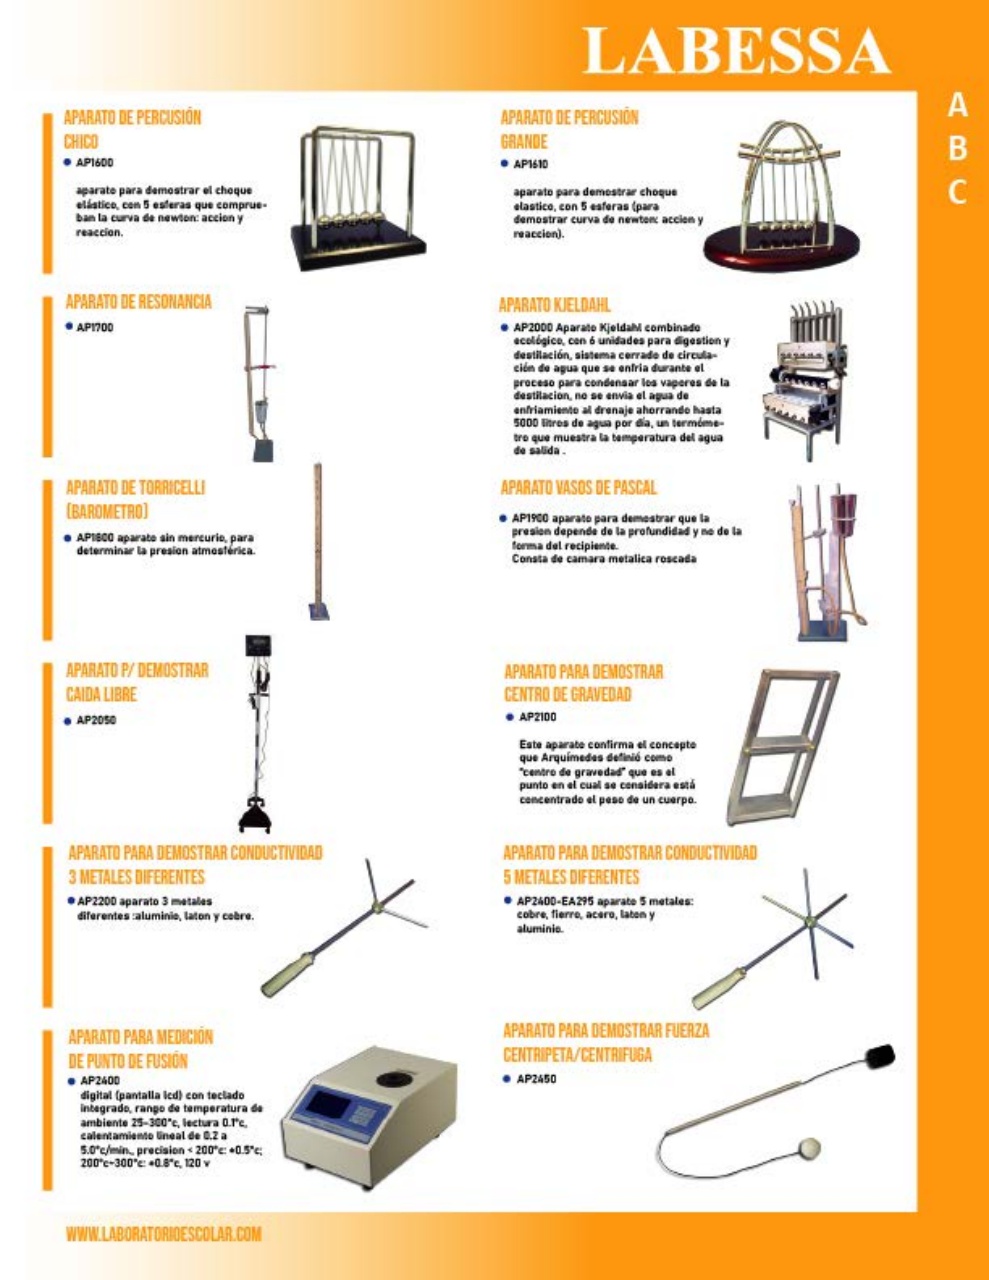 LABESSA
A
B
C
APARATO DE PERCUSIÓN
CHICO
AP1600
aparato para demostrar el choque
elástico, con 5 esferas que comprue-
ban la curva de newton: accion y
reaccion.
APARATO DE PERCUSIÓN
GRANDE
AP1610
aparato para demostrar choque
elastico, con 5 esferas (para
demostrar curva de newton: accion y
reaccion).
APARATO DE RESONANCIA
AP1700
APARATO KJELDAHL
AP2000 Aparato Kjeldahl combinado
ecológico, con 6 unidades para digestion y
destilación, sistema cerrado de circula-
ción de agua que se enfria durante el
proceso para condensar los vapores de la
destilacion, no se envia el agua de
enfriamiento al drenaje ahorrando hasta
5000 litros de agua por día, un termóme-
tro que muestra la temperatura del agua
de salida .
APARATO DE TORRICELLI
(BAROMETRO)
AP1800 aparato sin mercurio, para
determinar la presion atmosférica.
APARATO VASOS DE PASCAL
AP1900 aparato para demostrar que la
presion depende de la profundidad y no de la
forma del recipiente.
Consta de camara metalica roscada
APARATO P/ DEMOSTRAR
CAIDA LIBRE
AP2050
APARATO PARA DEMOSTRAR
CENTRO DE GRAVEDAD
AP2100
Este aparato confirma el concepto
que Arquímedes definió como
"centro de gravedad" que es el
punto en el cual se considera está
concentrado el peso de un cuerpo.
APARATO PARA DEMOSTRAR CONDUCTIVIDAD
3 METALES DIFERENTES
AP2200 aparato 3 metales
diferentes :aluminio, laton y cobre.
APARATO PARA DEMOSTRAR CONDUCTIVIDAD
5 METALES DIFERENTES
AP2400-EA295 aparato 5 metales:
cobre, fierro, acero, laton y
aluminio.
APARATO PARA MEDICIÓN
DE PUNTO DE FUSIÓN
AP2400
digital (pantalla lcd) con teclado
integrado, rango de temperatura de
ambiente 25-300°c, lectura 0.1°c,
calentamiento lineal de 0.2 a
5.0°c/min., precision < 200°c: +0.5°c;
200°c-300°c: +0.8°c, 120 v
APARATO PARA DEMOSTRAR FUERZA
CENTRIPETA/CENTRIFUGA
AP2450
WWW.LABORATORIOESCOLAR.COM